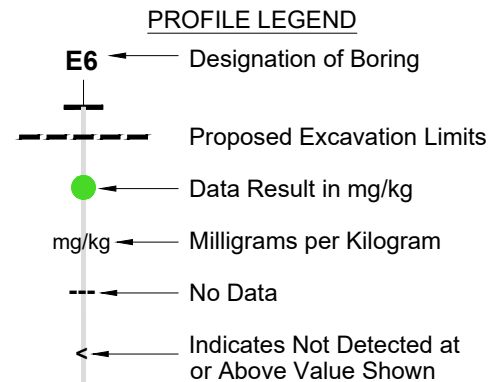 PROFILE LEGEND
E6 Designation of Boring
Proposed Excavation Limits
Data Result in mg/kg
mg/kg Milligrams per Kilogram
--- No Data
< Indicates Not Detected at
or Above Value Shown